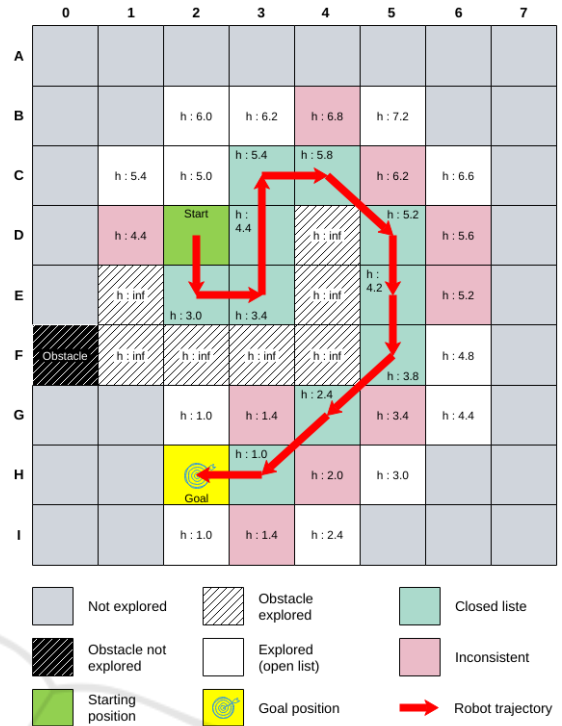 0 1 2 3 4 5 6 7
A
B h : 6.0 h : 6.2 h : 6.8 h : 7.2
C h : 5.4 h : 5.0 h : 5.4 h : 5.8 h : 6.2 h : 6.6
D h : 4.4 Start h : 4.4 h : inf h : 5.2 h : 5.6
E h : inf h : 3.0 h : 3.4 h : inf h : 4.2 h : 5.2
F Obstacle h : inf h : inf h : inf h : inf h : 3.8 h : 4.8
G h : 1.0 h : 1.4 h : 2.4 h : 3.4 h : 4.4
H Goal h : 1.0 h : 2.0 h : 3.0
I h : 1.0 h : 1.4 h : 2.4
Not explored
Obstacle explored
Closed liste
Obstacle not explored
Explored (open list)
Inconsistent
Starting position
Goal position
Robot trajectory